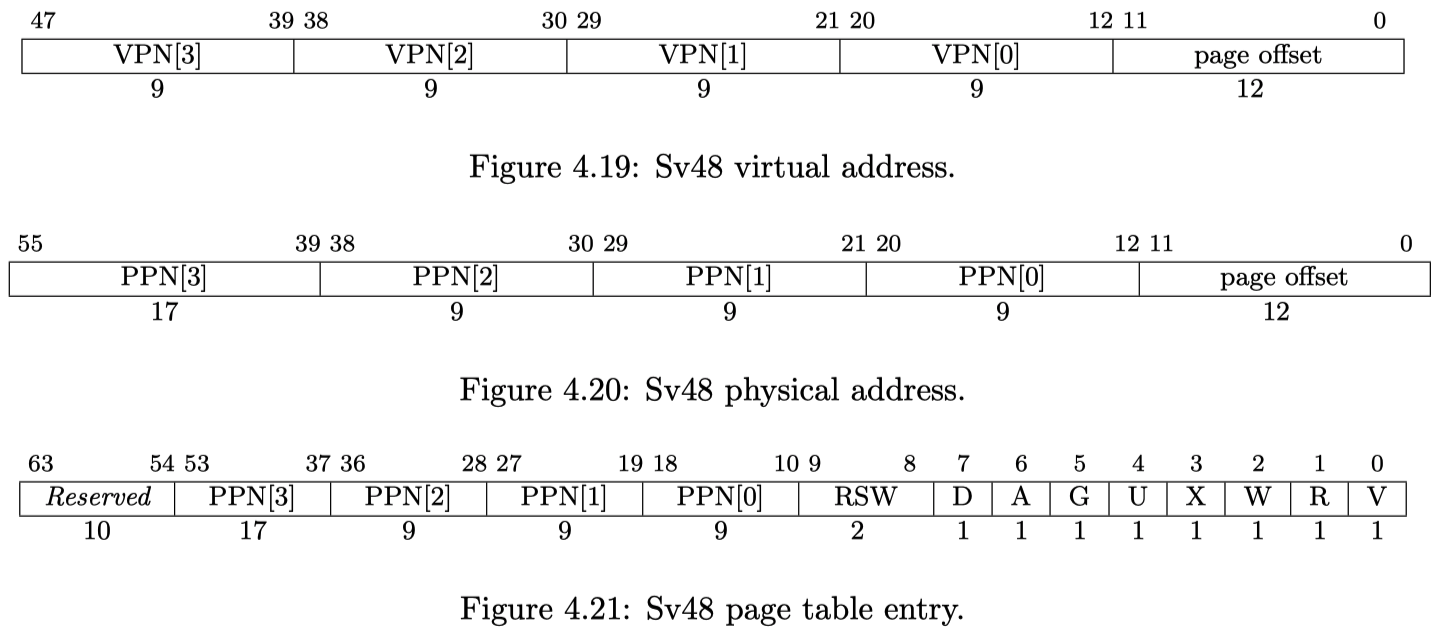 47 39 38 30 29 21 20 12 11 0
VPN[3] VPN[2] VPN[1] VPN[0] page offset
9 9 9 9 12
Figure 4.19: Sv48 virtual address.
55 39 38 30 29 21 20 12 11 0
PPN[3] PPN[2] PPN[1] PPN[0] page offset
17 9 9 9 12
Figure 4.20: Sv48 physical address.
63 54 53 37 36 28 27 19 18 10 9 8 7 6 5 4 3 2 1 0
Reserved PPN[3] PPN[2] PPN[1] PPN[0] RSW D A G U X W R V
10 17 9 9 9 2 1 1 1 1 1 1 1 1
Figure 4.21: Sv48 page table entry.